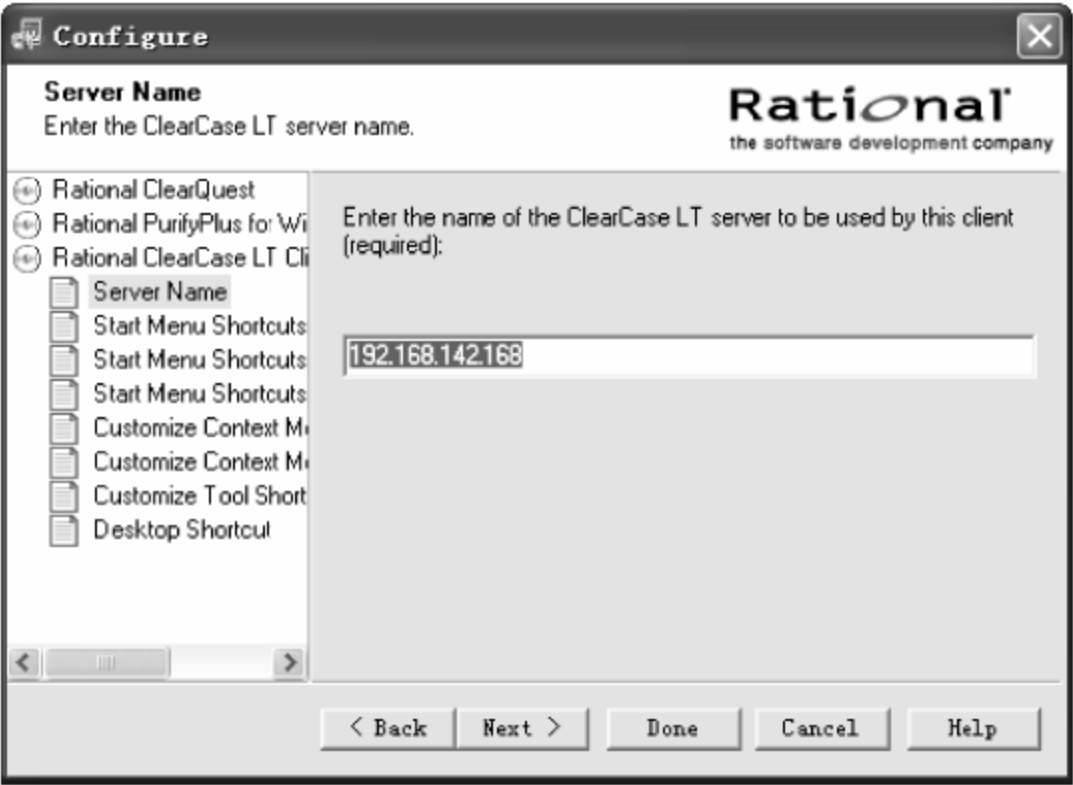 Configure
Server Name
Enter the ClearCase LT server name.
Rational
the software development company
Rational ClearQuest
Rational PurifyPlus for Wi
Rational ClearCase LT Cli
Server Name
Start Menu Shortcuts
Start Menu Shortcuts
Start Menu Shortcuts
Customize Context M
Customize Context M
Customize Tool Short
Desktop Shortcut
Enter the name of the ClearCase LT server to be used by this client
(required):
192.168.142.168
< Back Next > Done Cancel Help